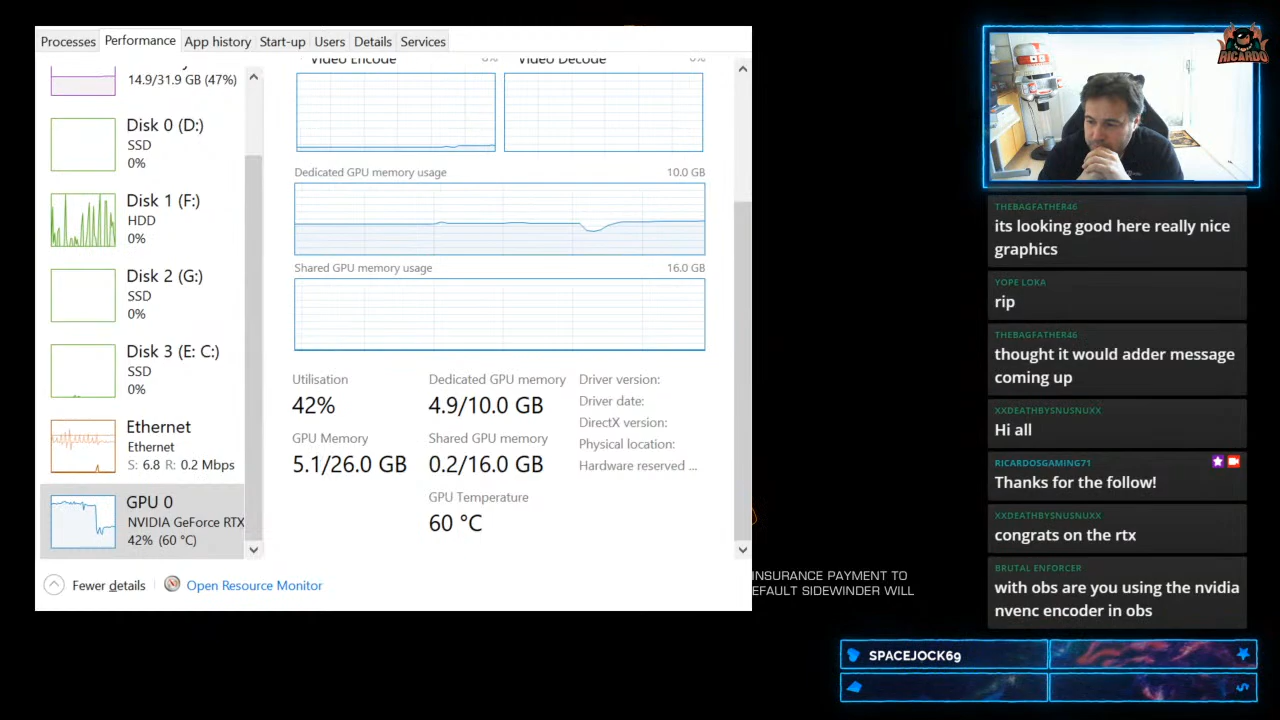 Processes Performance App history Start-up Users Details Services
14.9/31.9 GB (47%)
Disk 0 (D:)
SSD
0%
Disk 1 (F:)
HDD
0%
Disk 2 (G:)
SSD
0%
Disk 3 (E: C:)
SSD
0%
Ethernet
Ethernet
S: 6.8 R: 0.2 Mbps
GPU 0
NVIDIA GeForce RTX
42% (60 °C)
Video Encode
Video Decode
Dedicated GPU memory usage 10.0 GB
Shared GPU memory usage 16.0 GB
Utilisation
42%
Dedicated GPU memory
4.9/10.0 GB
GPU Memory
5.1/26.0 GB
Shared GPU memory
0.2/16.0 GB
GPU Temperature
60 °C
Driver version:
Driver date:
DirectX version:
Physical location:
Hardware reserved ...
Fewer details
Open Resource Monitor
INSURANCE PAYMENT TO
EFAULT SIDEWINDER WILL
RICARDO
THEBAGFATHER46
its looking good here really nice
graphics
YOPE LOKA
rip
THEBAGFATHER46
thought it would adder message
coming up
XXDEATHBYSNUSNUXX
Hi all
RICARDOSGAMING71
Thanks for the follow!
XXDEATHBYSNUSNUXX
congrats on the rtx
BRUTAL ENFORCER
with obs are you using the nvidia
nvenc encoder in obs
SPACEJOCK69